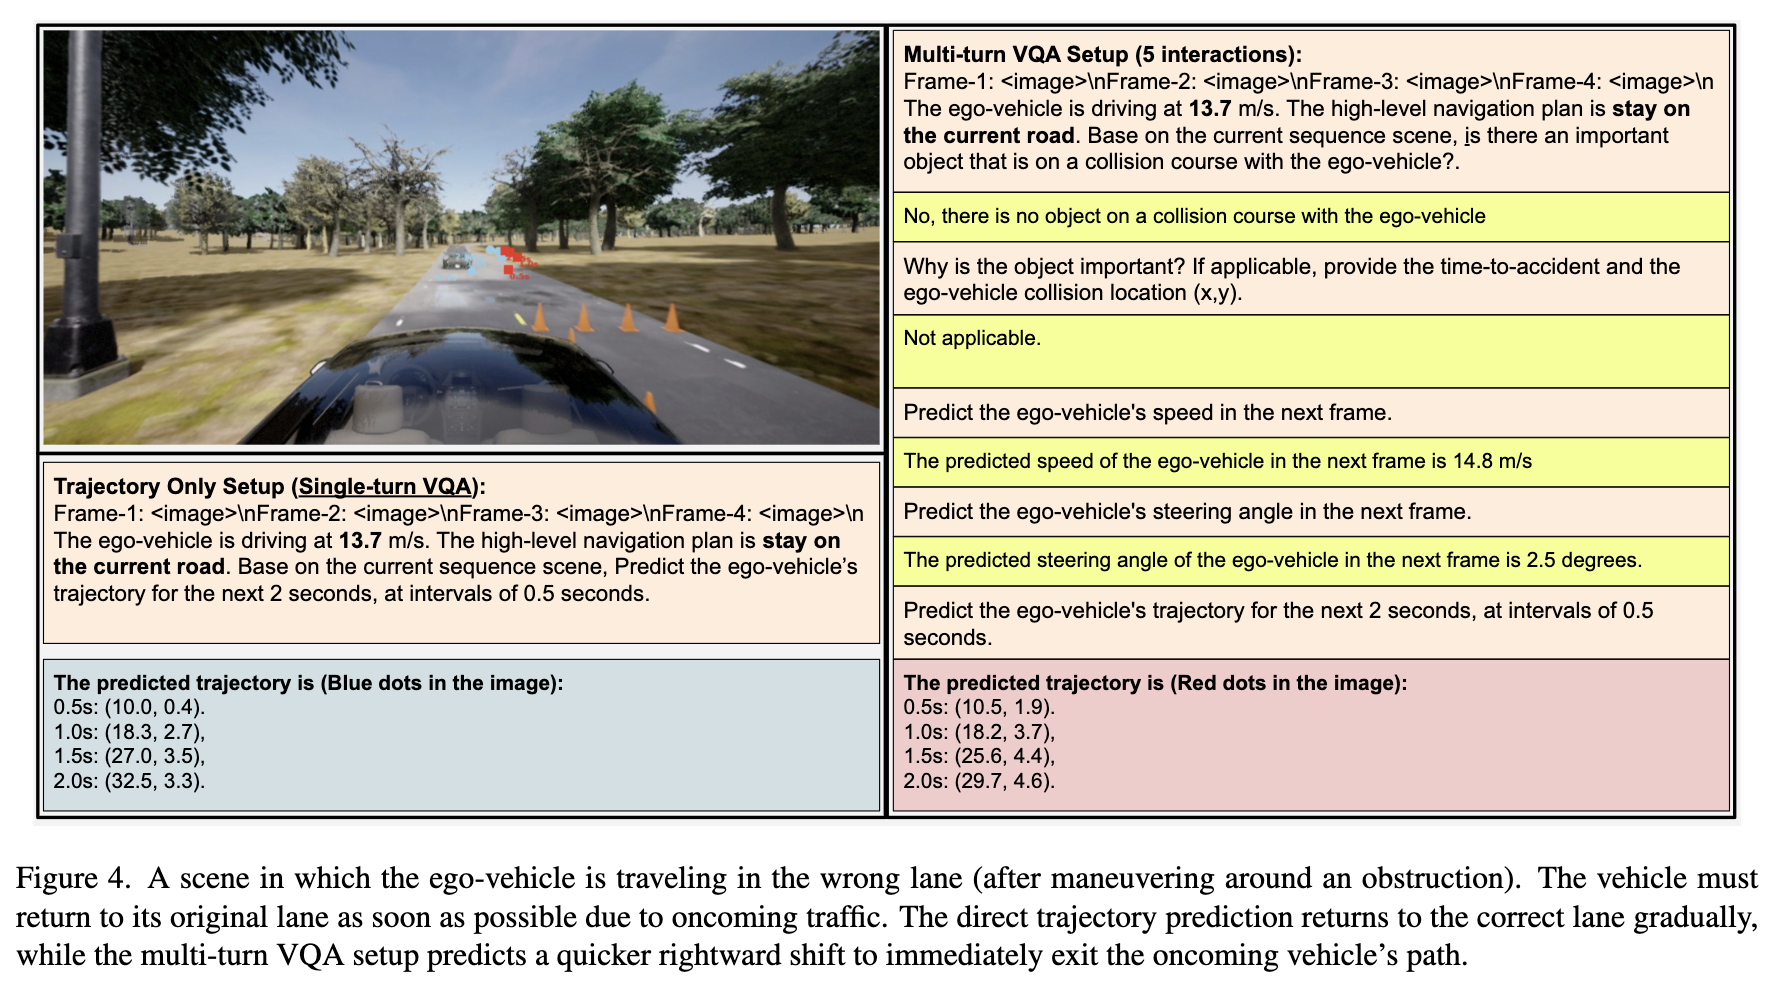 Trajectory Only Setup (Single-turn VQA):
Frame-1: <image>\nFrame-2: <image>\nFrame-3: <image>\nFrame-4: <image>\n
The ego-vehicle is driving at 13.7 m/s. The high-level navigation plan is stay on
the current road. Base on the current sequence scene, Predict the ego-vehicle's
trajectory for the next 2 seconds, at intervals of 0.5 seconds.
The predicted trajectory is (Blue dots in the image):
0.5s: (10.0, 0.4).
1.0s: (18.3, 2.7),
1.5s: (27.0, 3.5),
2.0s: (32.5, 3.3).
Multi-turn VQA Setup (5 interactions):
Frame-1: <image>\nFrame-2: <image>\nFrame-3: <image>\nFrame-4: <image>\n
The ego-vehicle is driving at 13.7 m/s. The high-level navigation plan is stay on
the current road. Base on the current sequence scene, is there an important
object that is on a collision course with the ego-vehicle?.
No, there is no object on a collision course with the ego-vehicle
Why is the object important? If applicable, provide the time-to-accident and the
ego-vehicle collision location (x,y).
Not applicable.
Predict the ego-vehicle's speed in the next frame.
The predicted speed of the ego-vehicle in the next frame is 14.8 m/s
Predict the ego-vehicle's steering angle in the next frame.
The predicted steering angle of the ego-vehicle in the next frame is 2.5 degrees.
Predict the ego-vehicle's trajectory for the next 2 seconds, at intervals of 0.5
seconds.
The predicted trajectory is (Red dots in the image):
0.5s: (10.5, 1.9).
1.0s: (18.2, 3.7),
1.5s: (25.6, 4.4),
2.0s: (29.7, 4.6).
Figure 4. A scene in which the ego-vehicle is traveling in the wrong lane (after maneuvering around an obstruction). The vehicle must
return to its original lane as soon as possible due to oncoming traffic. The direct trajectory prediction returns to the correct lane gradually,
while the multi-turn VQA setup predicts a quicker rightward shift to immediately exit the oncoming vehicle's path.